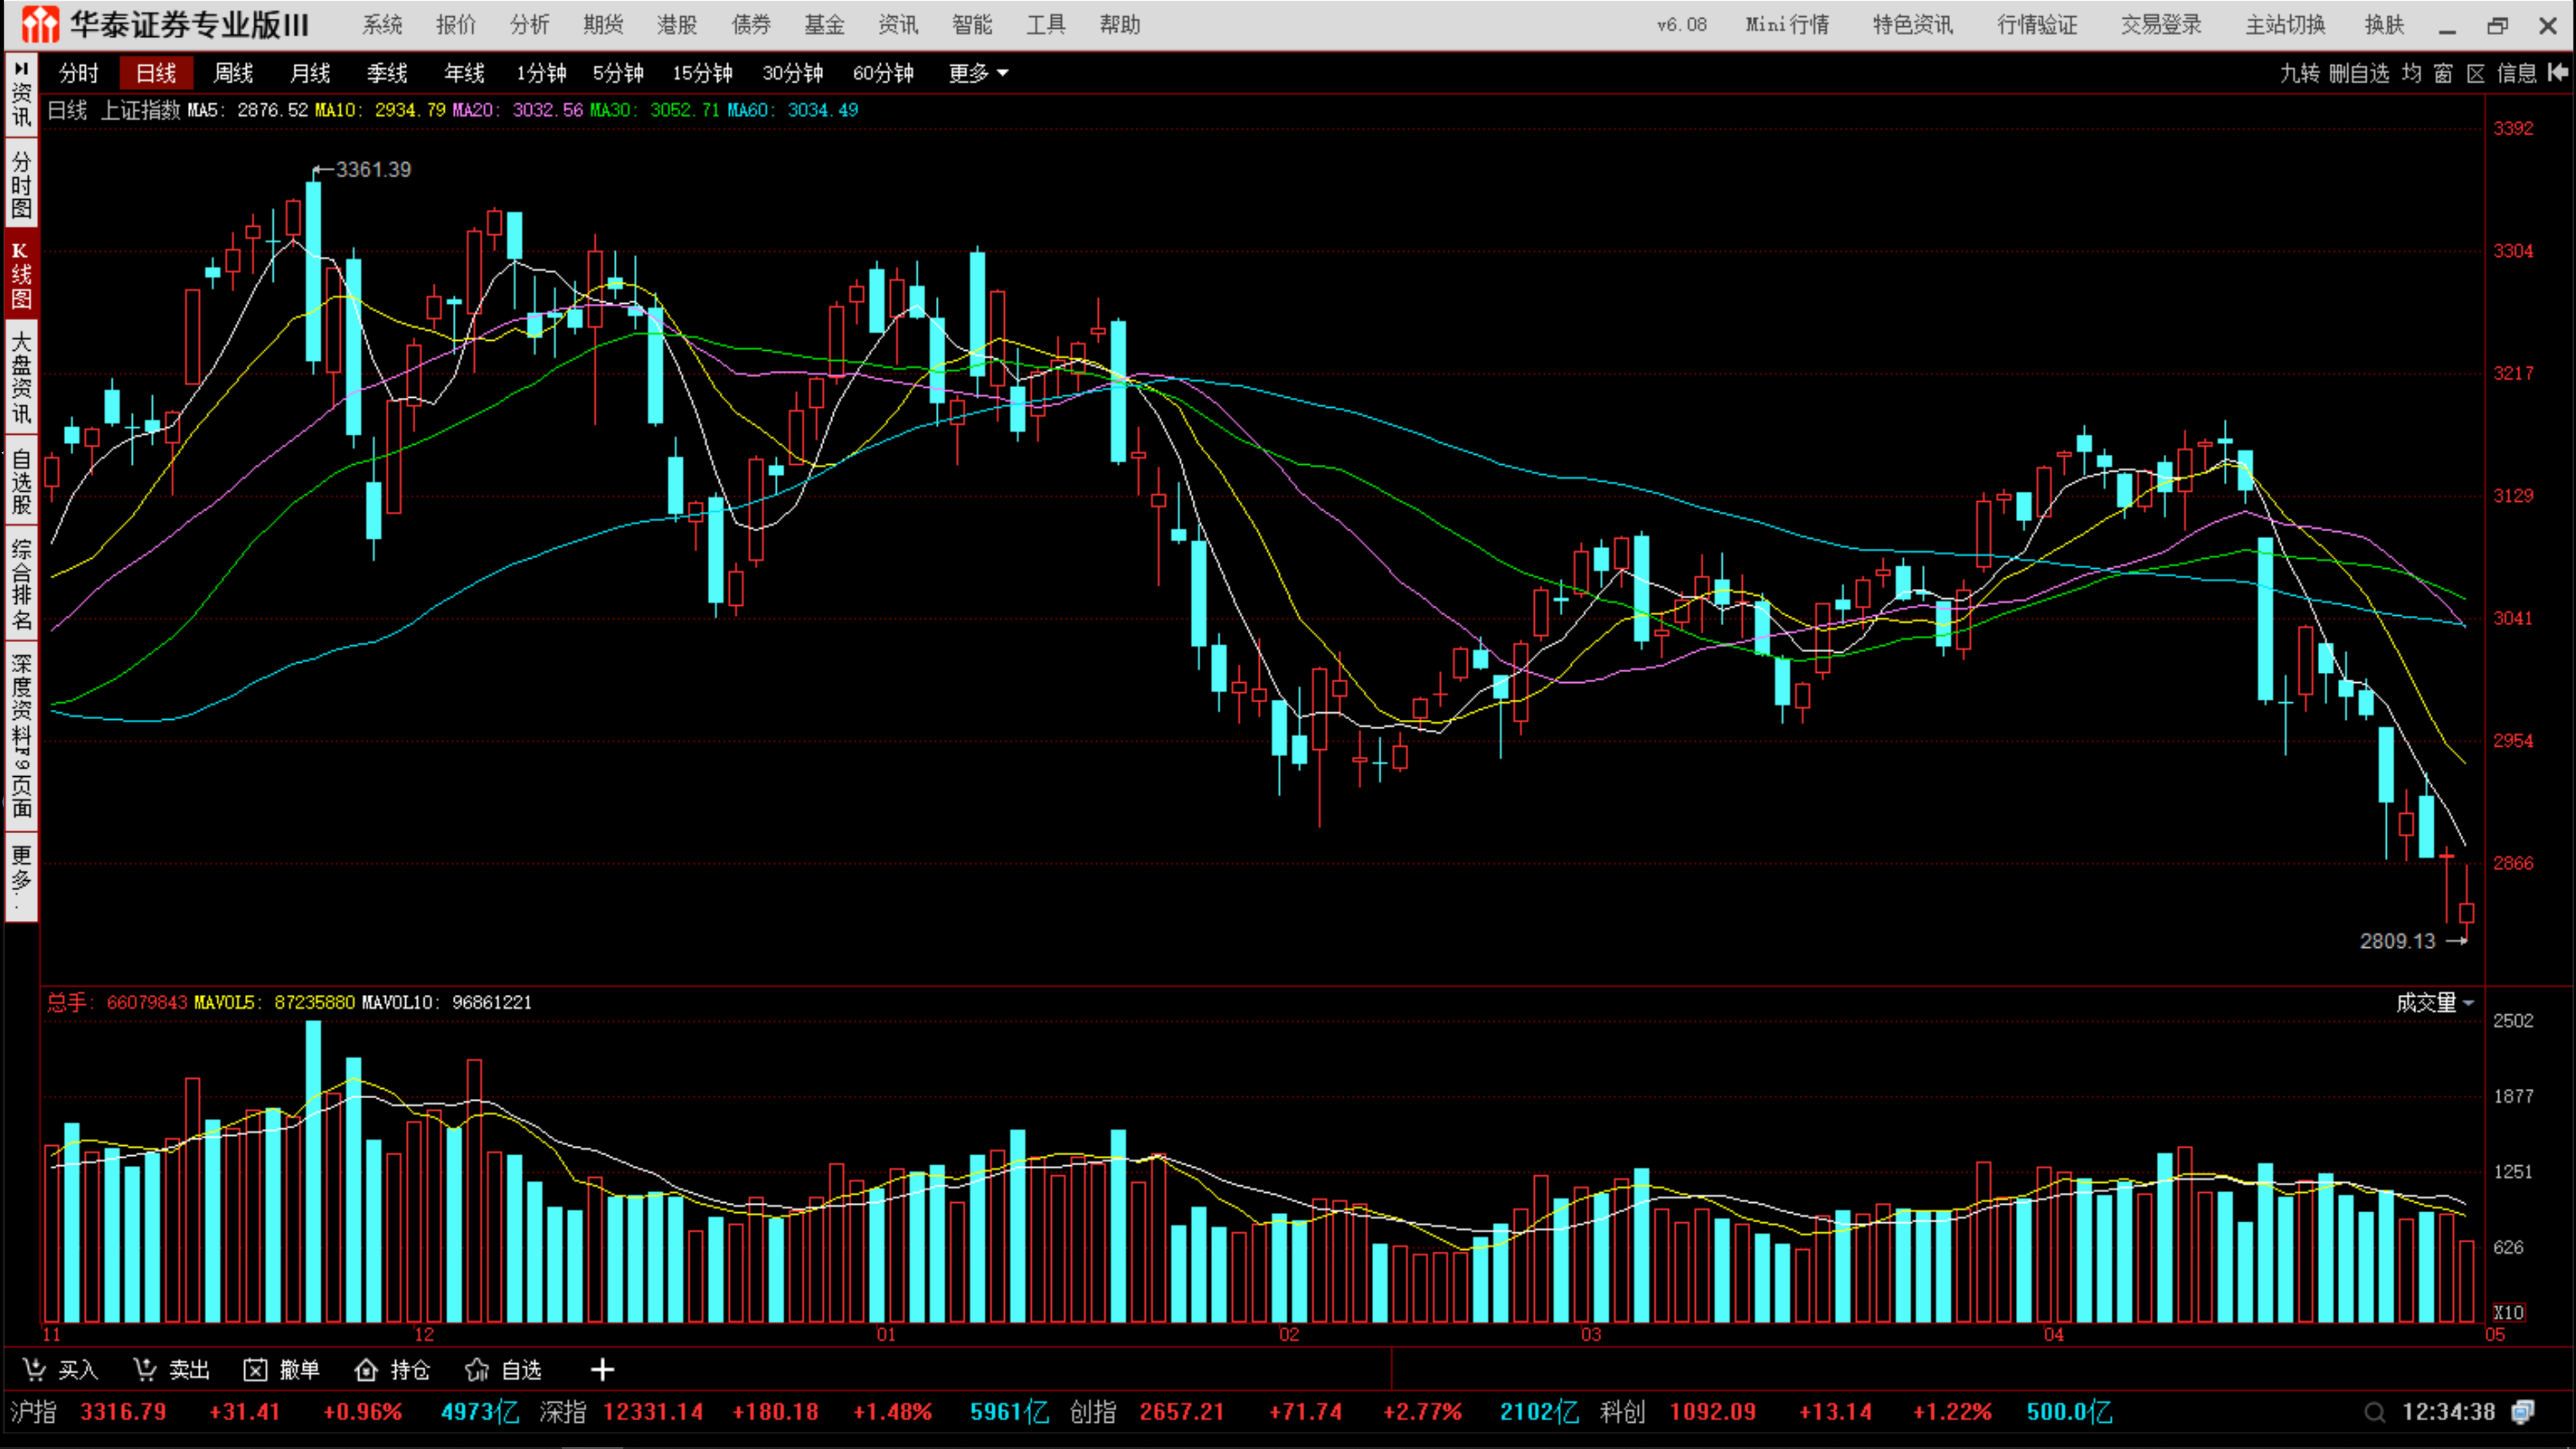 华泰证券专业版III 系统 报价 分析 期货 港股 债券 基金 资讯 智能 工具 帮助 v6.08 Mini行情 特色资讯 行情验证 交易登录 主站切换 换肤
分时 日线 周线 月线 季线 年线 1分钟 5分钟 15分钟 30分钟 60分钟 更多 九转 删自选 均 窗 区 信息
资讯
分时图
K线图
大盘资讯
自选股
综合排名
深度资料F9页面
更多..
日线 上证指数 MA5: 2876.52 MA10: 2934.79 MA20: 3032.56 MA30: 3052.71 MA60: 3034.49
3392
3361.39
3304
3217
3129
3041
2954
2866
2809.13
总手: 66079843 MAVOL5: 87235880 MAVOL10: 96861221 成交量
2502
1877
1251
626
X10
11 12 01 02 03 04 05
买入 卖出 撤单 持仓 自选 +
沪指 3316.79 +31.41 +0.96% 4973亿 深指 12331.14 +180.18 +1.48% 5961亿 创指 2657.21 +71.74 +2.77% 2102亿 科创 1092.09 +13.14 +1.22% 500.0亿 12:34:38